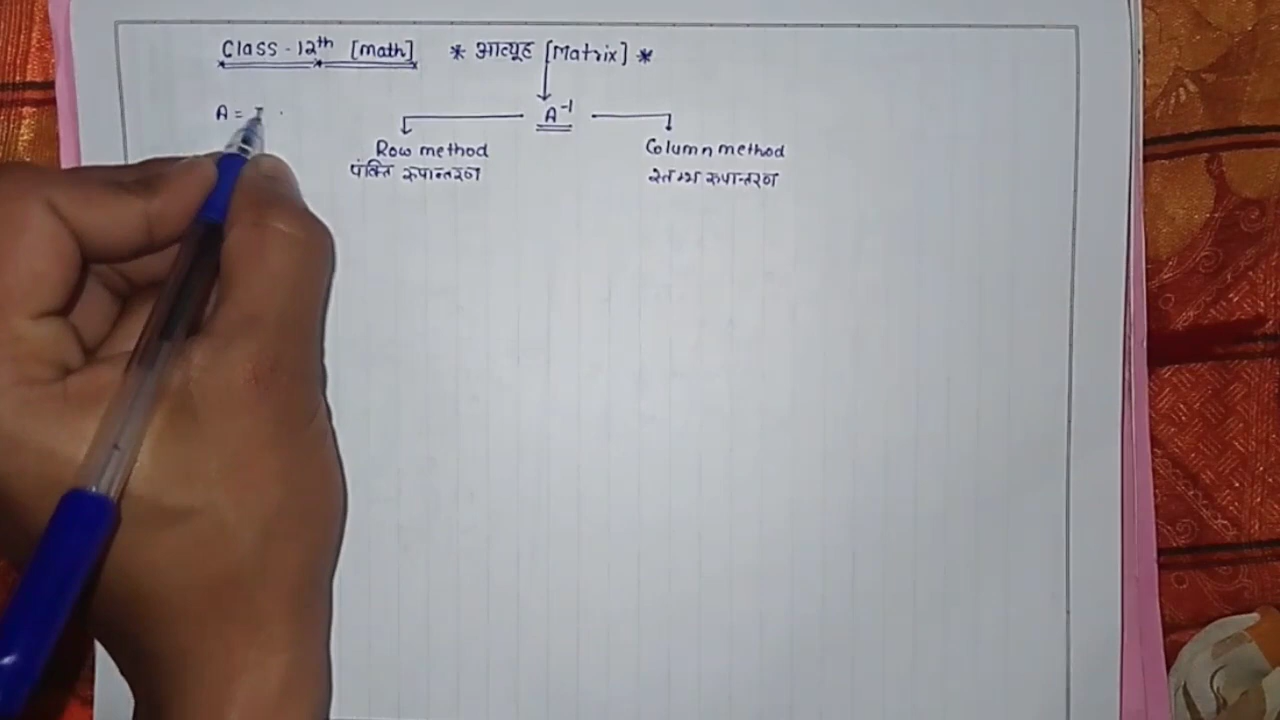 Class-12th [math] * आव्यूह [Matrix] *
A = I
A⁻¹
Row method Column method
पंक्ति रुपान्तरण स्तम्भ रुपान्तरण